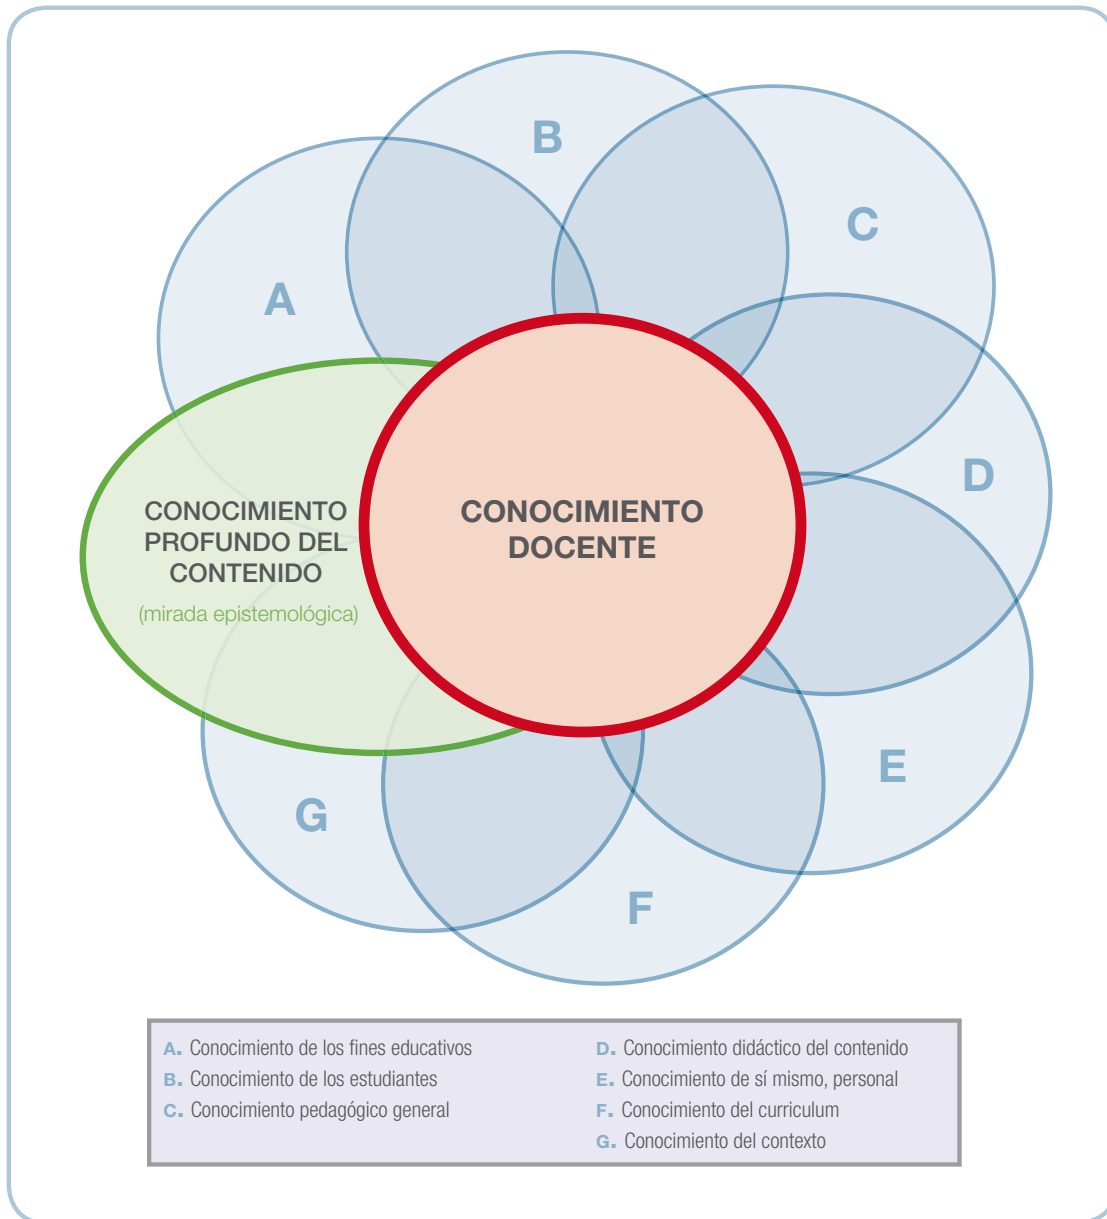 B
C
A
D
CONOCIMIENTO
PROFUNDO DEL
CONTENIDO
(mirada epistemológica)
CONOCIMIENTO
DOCENTE
E
G
F
A. Conocimiento de los fines educativos
B. Conocimiento de los estudiantes
C. Conocimiento pedagógico general
D. Conocimiento didáctico del contenido
E. Conocimiento de sí mismo, personal
F. Conocimiento del curriculum
G. Conocimiento del contexto